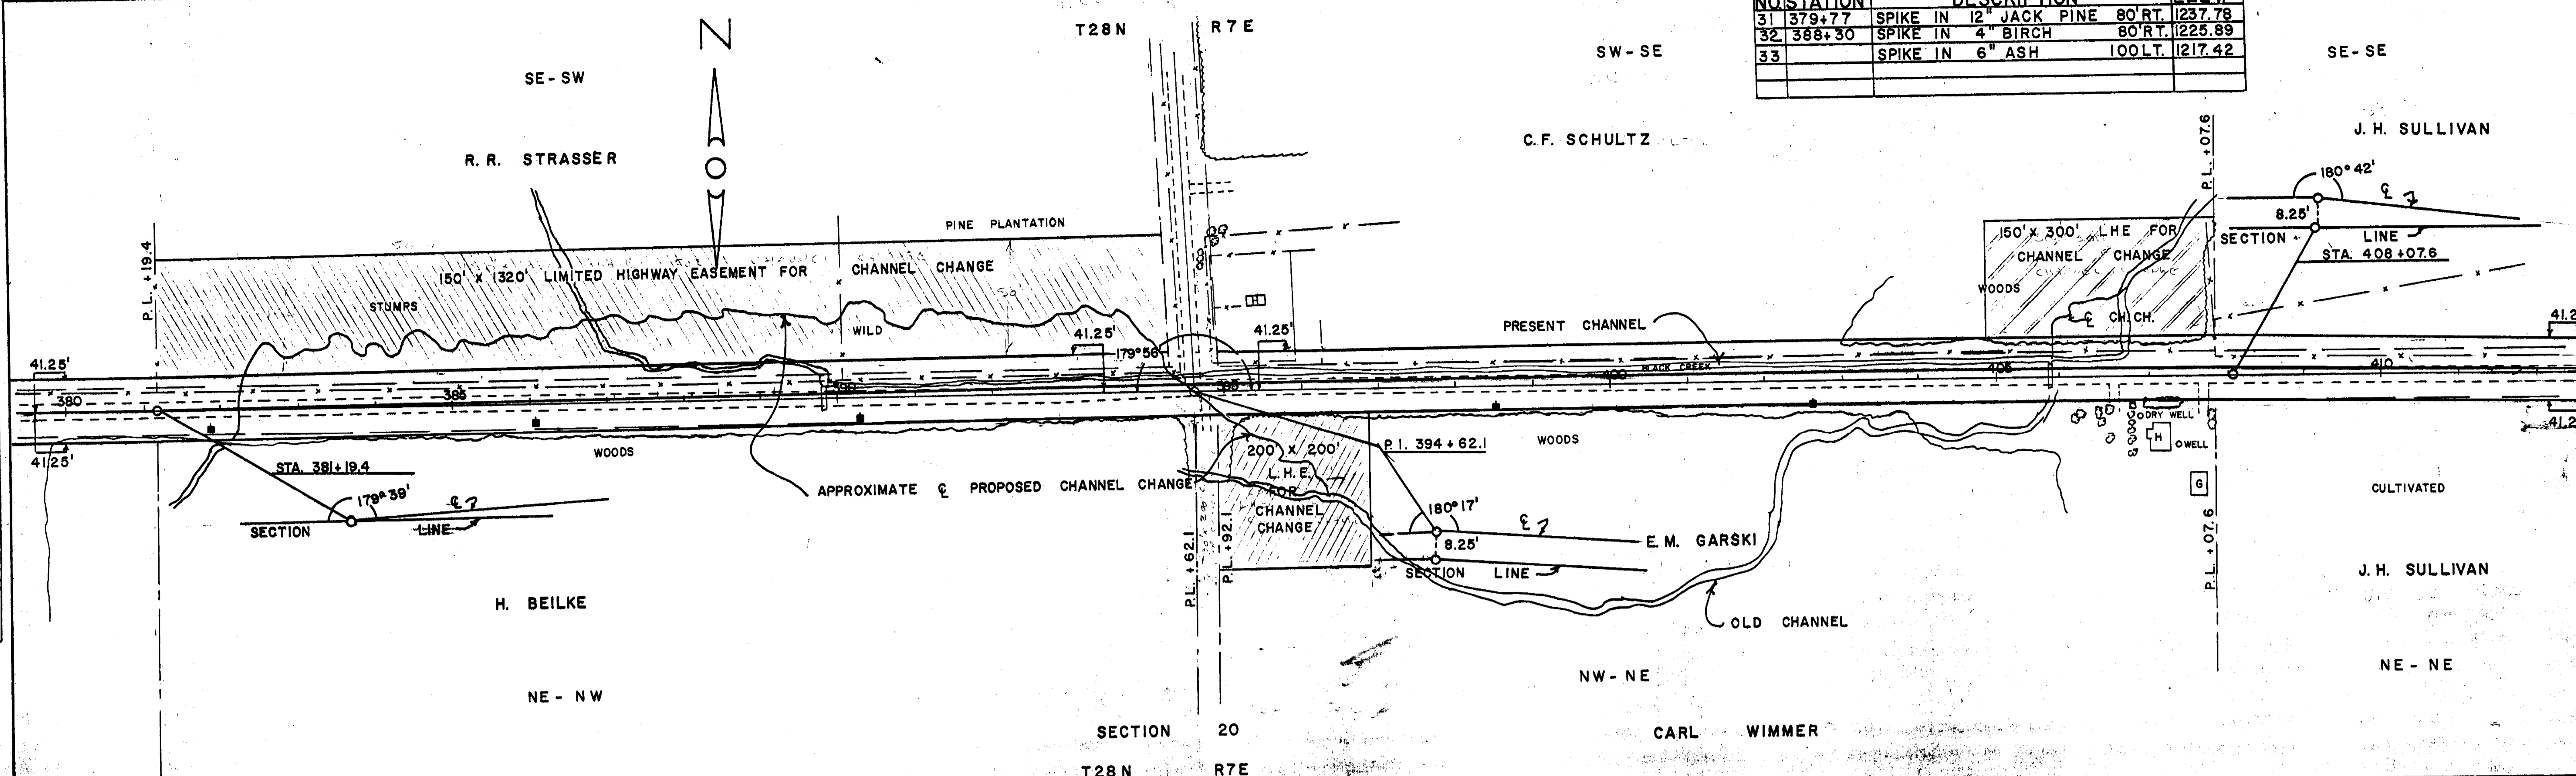 NO. STATION DESCRIPTION ELEV.
31 379+77 SPIKE IN 12" JACK PINE 80'RT. 1237.78
32 388+30 SPIKE IN 4" BIRCH 80'RT. 1225.89
33 SPIKE IN 6" ASH 100LT. 1217.42
T28N R7E
SE-SW
SW-SE
SE-SE
N
R. R. STRASSER
C.F. SCHULTZ
J. H. SULLIVAN
P.L. +19.4
PINE PLANTATION
150' X 1320' LIMITED HIGHWAY EASEMENT FOR CHANNEL CHANGE
STUMPS
WILD
H
P.L. +07.6
180°42'
℄
8.25'
SECTION LINE
STA. 408+07.6
150' X 300' L.H.E FOR
CHANNEL CHANGE
WOODS
℄ CH.CH.
PRESENT CHANNEL
BLACK CREEK
41.25'
41.25'
41.25'
179°56'
380
385
390
395
400
405
410
41.25'
STA. 381+19.4
179°39'
℄
SECTION LINE
WOODS
APPROXIMATE ℄ PROPOSED CHANNEL CHANGE
200' X 200'
L.H.E.
FOR
CHANNEL
CHANGE
P.I. 394+62.1
WOODS
180°17'
℄
8.25'
SECTION LINE
E.M. GARSKI
DRY WELL
H
O WELL
G
CULTIVATED
P.L. +62.1
P.L. +92.1
P.L. +07.6
H. BEILKE
OLD CHANNEL
J.H. SULLIVAN
NE-NW
NW-NE
NE-NE
SECTION 20
CARL WIMMER
T28N R7E